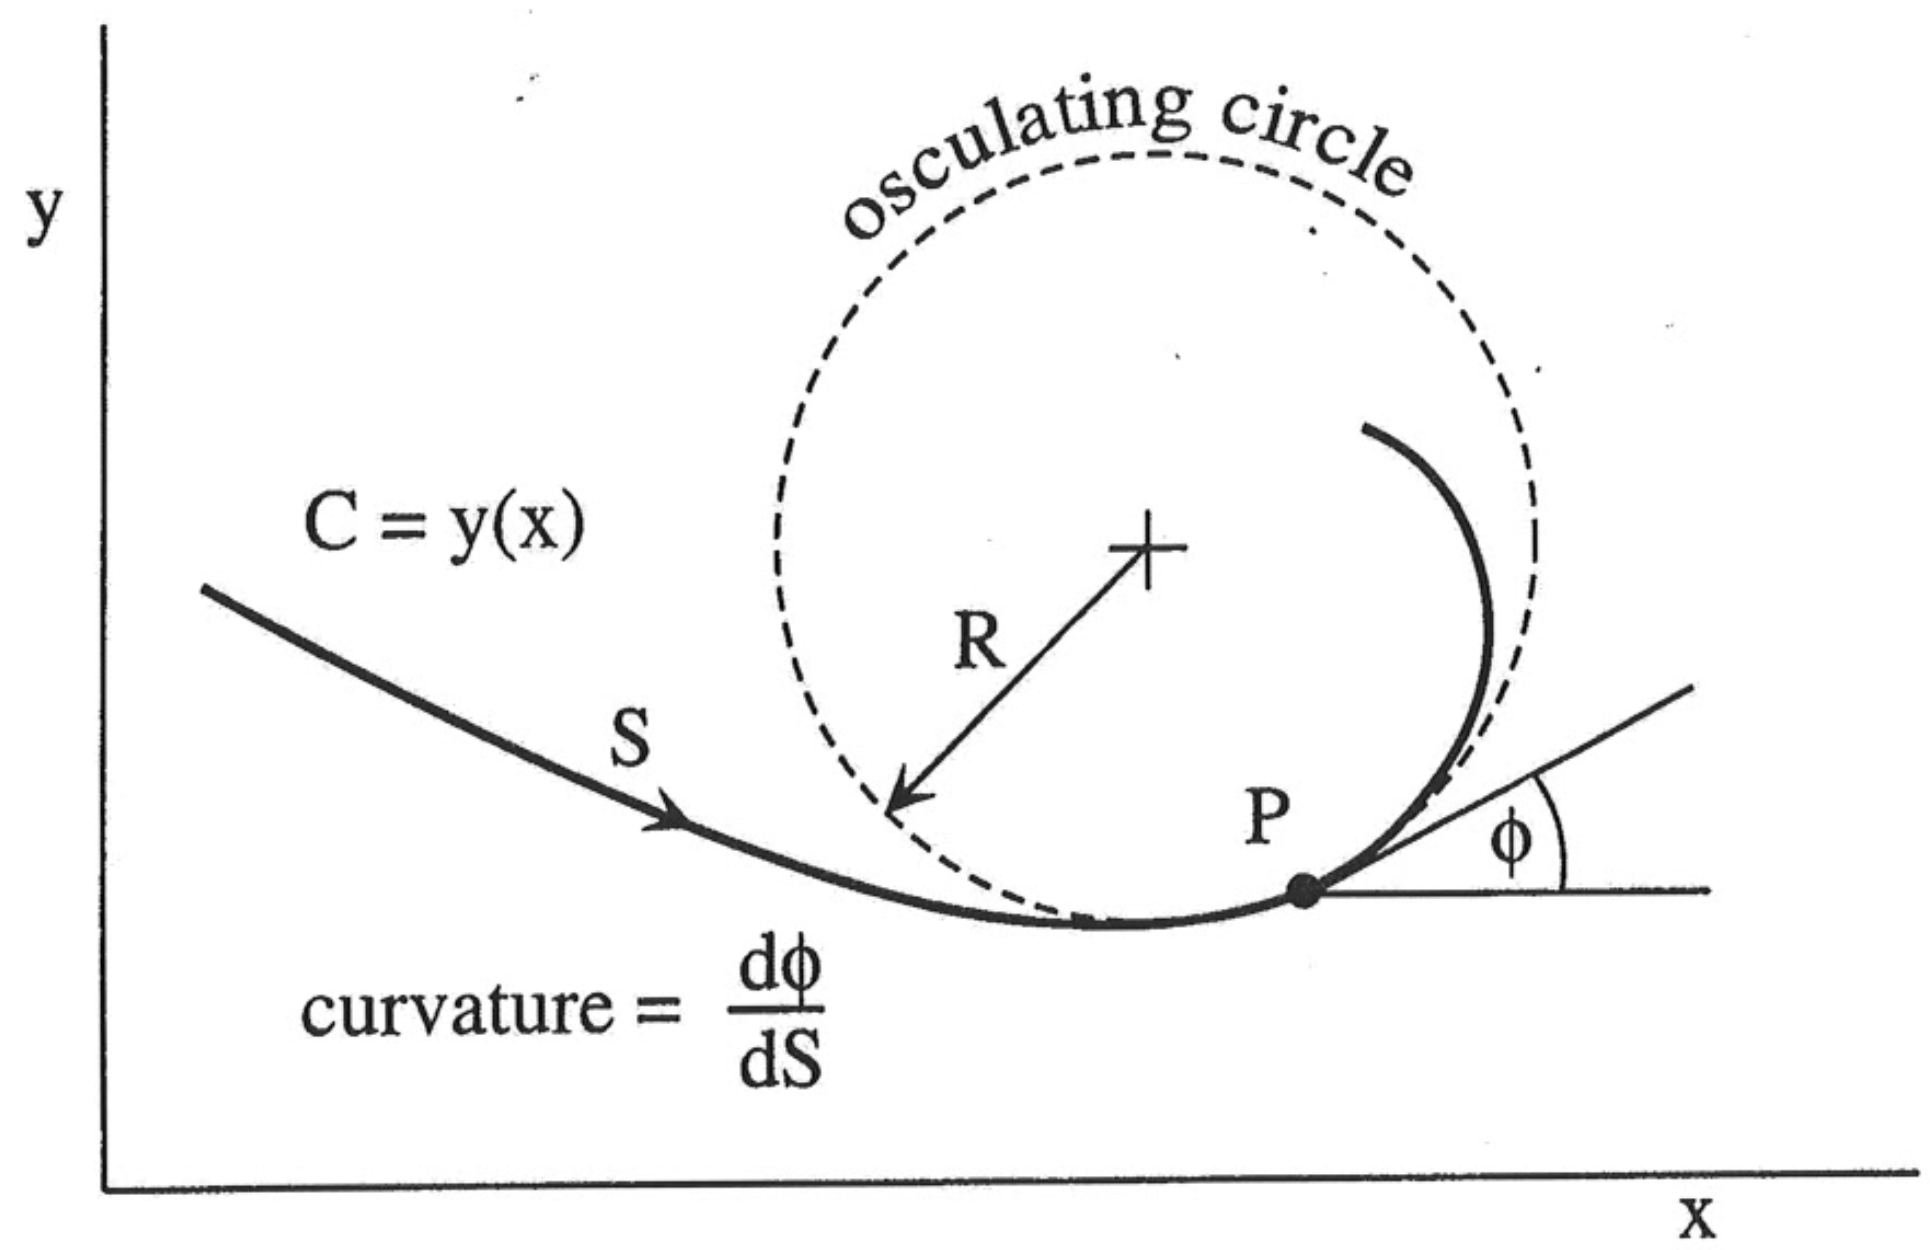 osculating circle
y
C = y(x)
R
S
P
ϕ
curvature = dϕ
dS
x